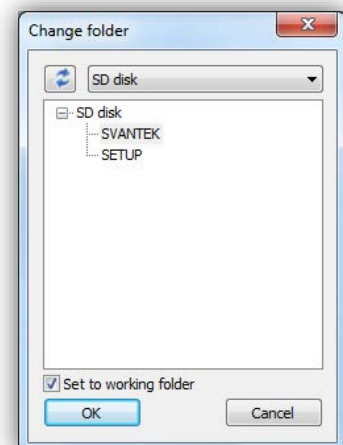 Change folder
SD disk
SD disk
SVANTEK
SETUP
Set to working folder
OK
Cancel